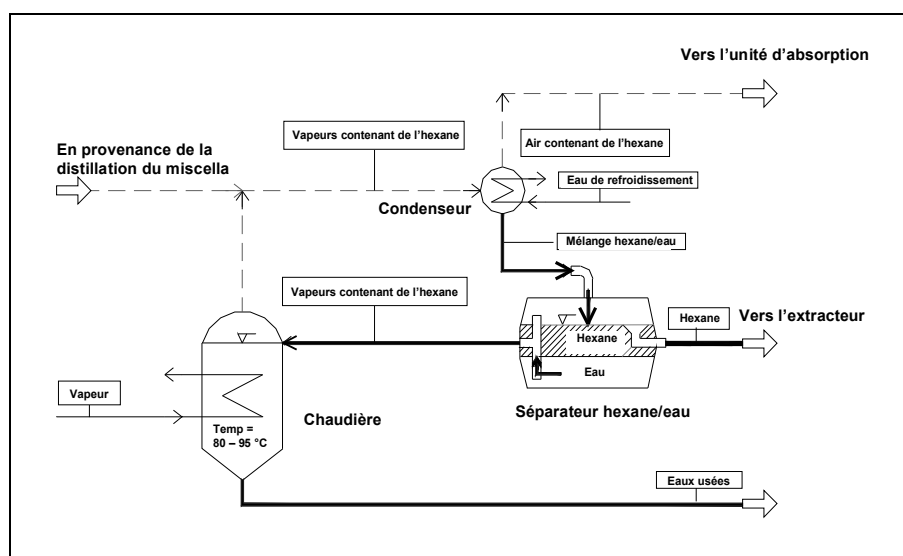 Vers l’unité d’absorption
Vapeurs contenant de l’hexane
Air contenant de l’hexane
En provenance de la
distillation du miscella
Eau de refroidissement
Condenseur
Mélange hexane/eau
Vapeurs contenant de l’hexane
Hexane
Vers l’extracteur
Hexane
Eau
Vapeur
Chaudière
Séparateur hexane/eau
Temp =
80 – 95 °C
Eaux usées